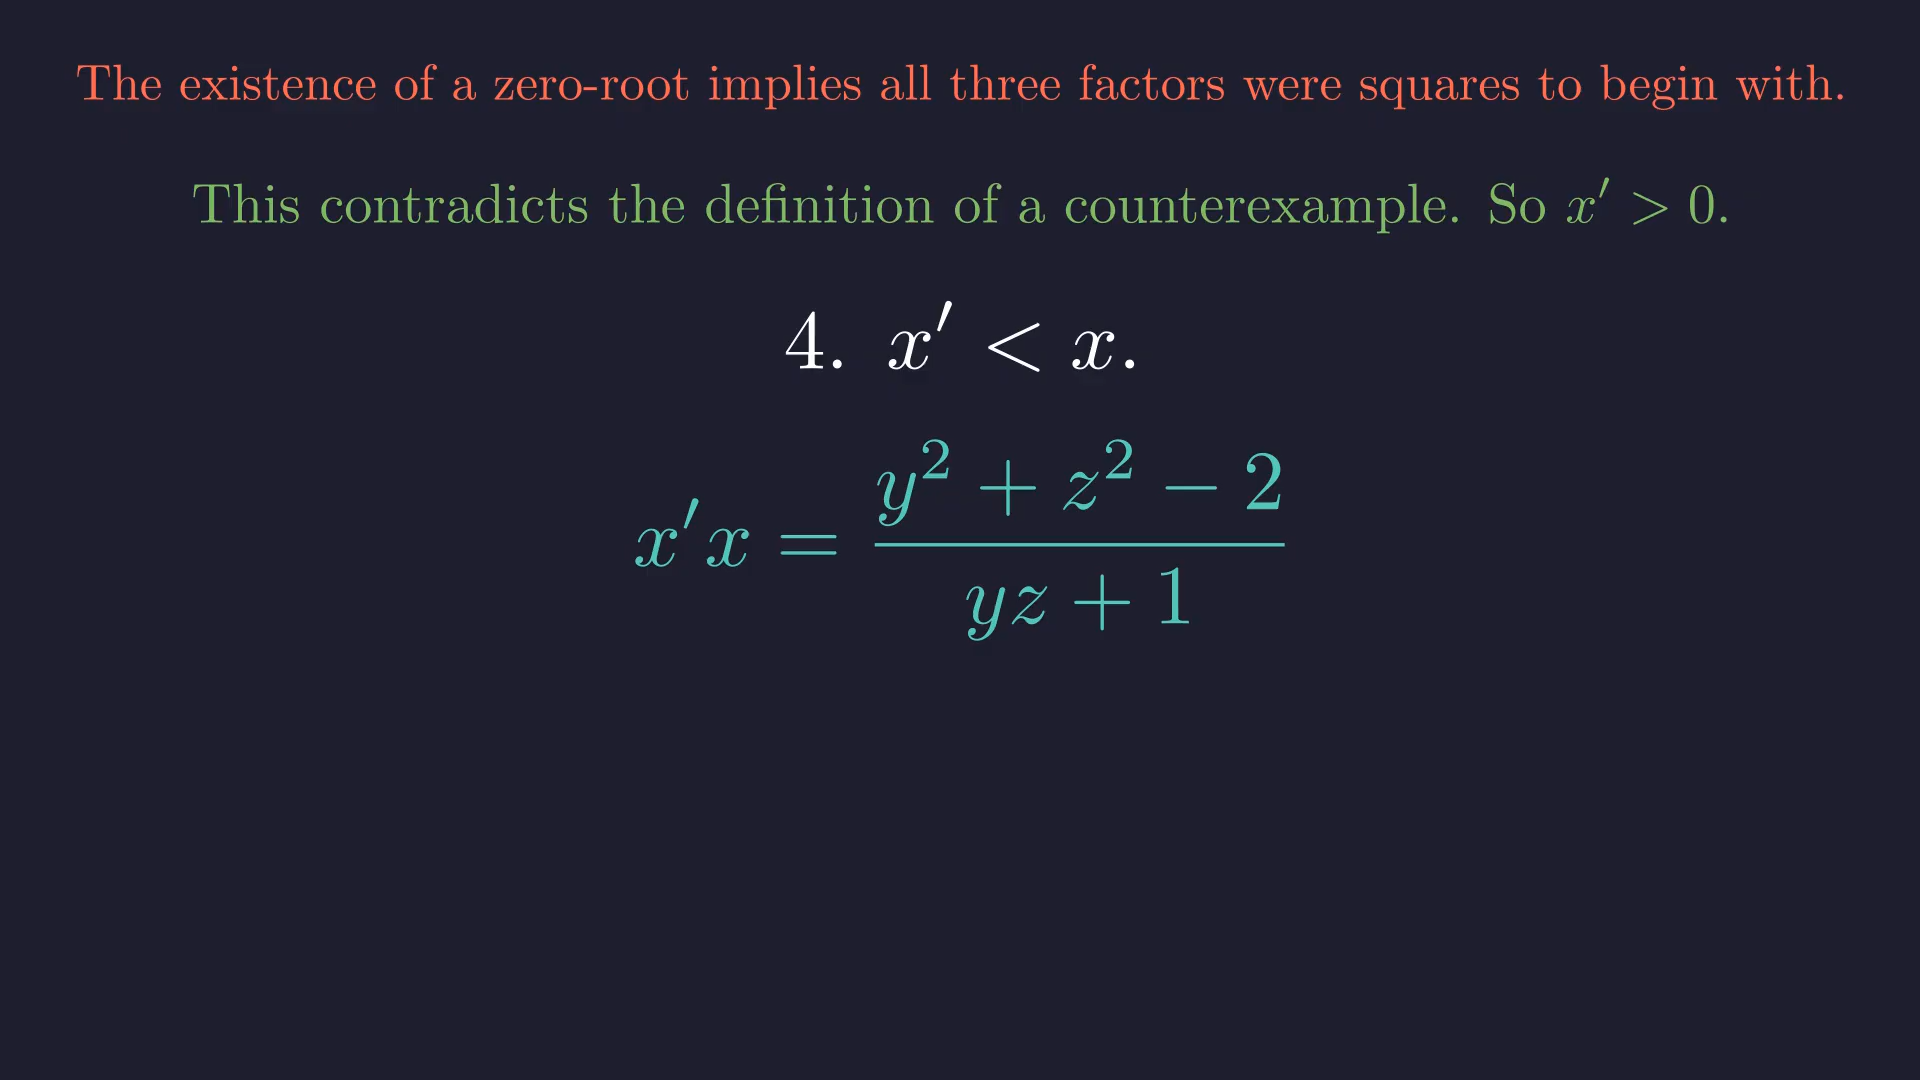 The existence of a zero-root implies all three factors were squares to begin with.
This contradicts the definition of a counterexample. So x′ > 0.
4. x′ < x.
x′x = \frac{y² + z² − 2}{yz + 1}